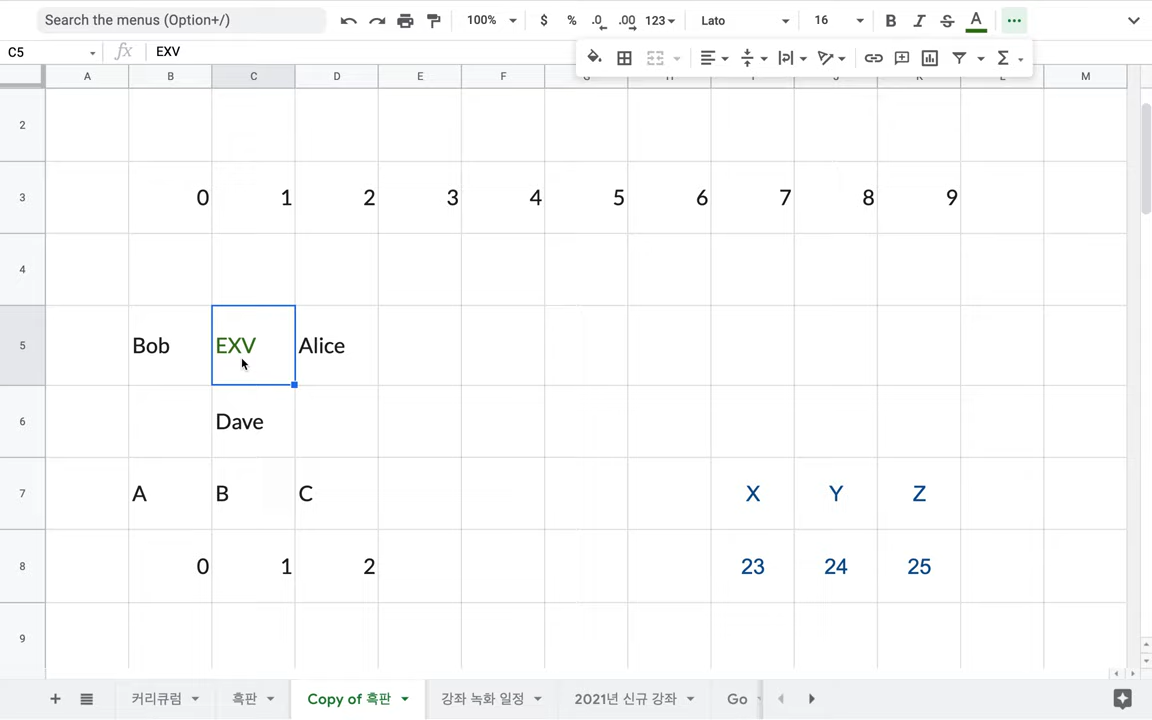 Search the menus (Option+/) 100% $ % .0 .00 123 Lato 16 B I S A
C5 fx EXV
A B C D E F G H I J K L M
2
3 0 1 2 3 4 5 6 7 8 9
4
5 Bob EXV Alice
6 Dave
7 A B C X Y Z
8 0 1 2 23 24 25
9
커리큘럼 흑판 Copy of 흑판 강좌 녹화 일정 2021년 신규 강좌 Go